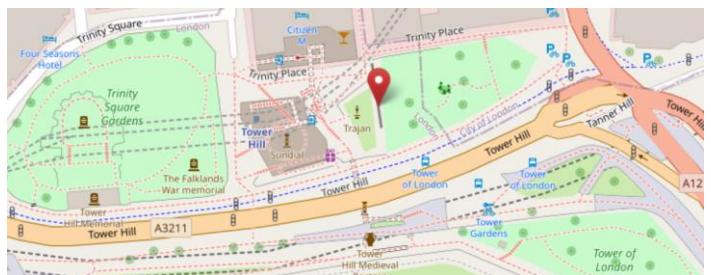 Trinity Square
London
Four Seasons
Hotel
Citizen
M
Trinity Place
Trinity Place
Trinity
Square
Gardens
Tower
Hill
Sundial
Trajan
London
City of London
The Falklands
War memorial
Tower
Hill Memorial
Tower Hill
A3211
Tower Hill
Tower
of London
Tower Hill
Tower
of London
Tanner Hill
Tower Hill
A12
Tower
Gardens
Tower
Hill Medieval
Tower of
London